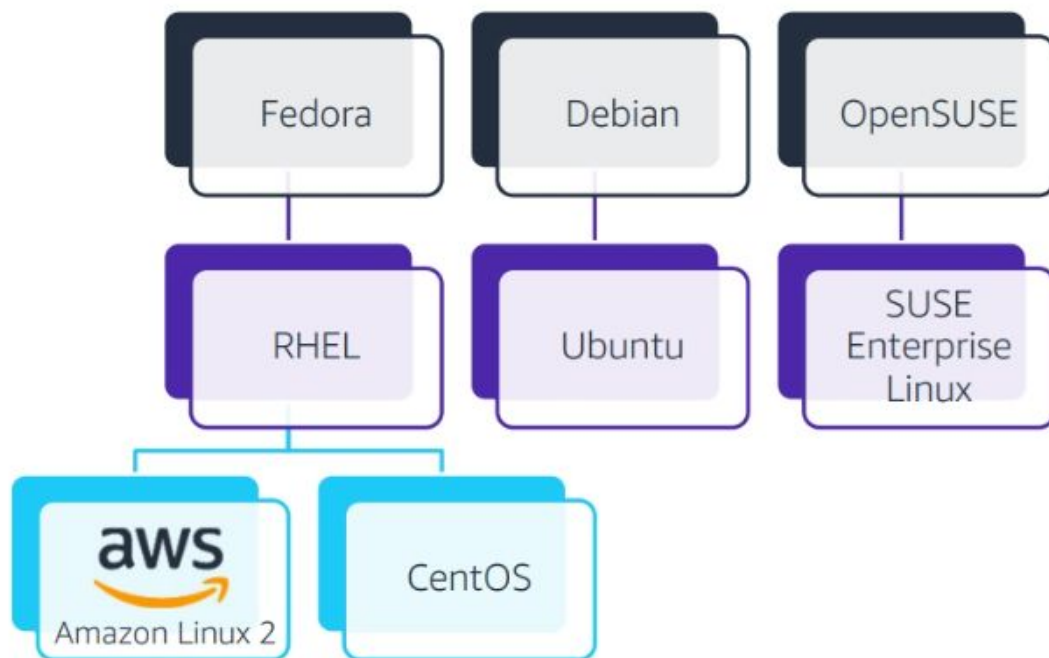 Fedora
Debian
OpenSUSE
RHEL
Ubuntu
SUSE
Enterprise
Linux
aws
Amazon Linux 2
CentOS